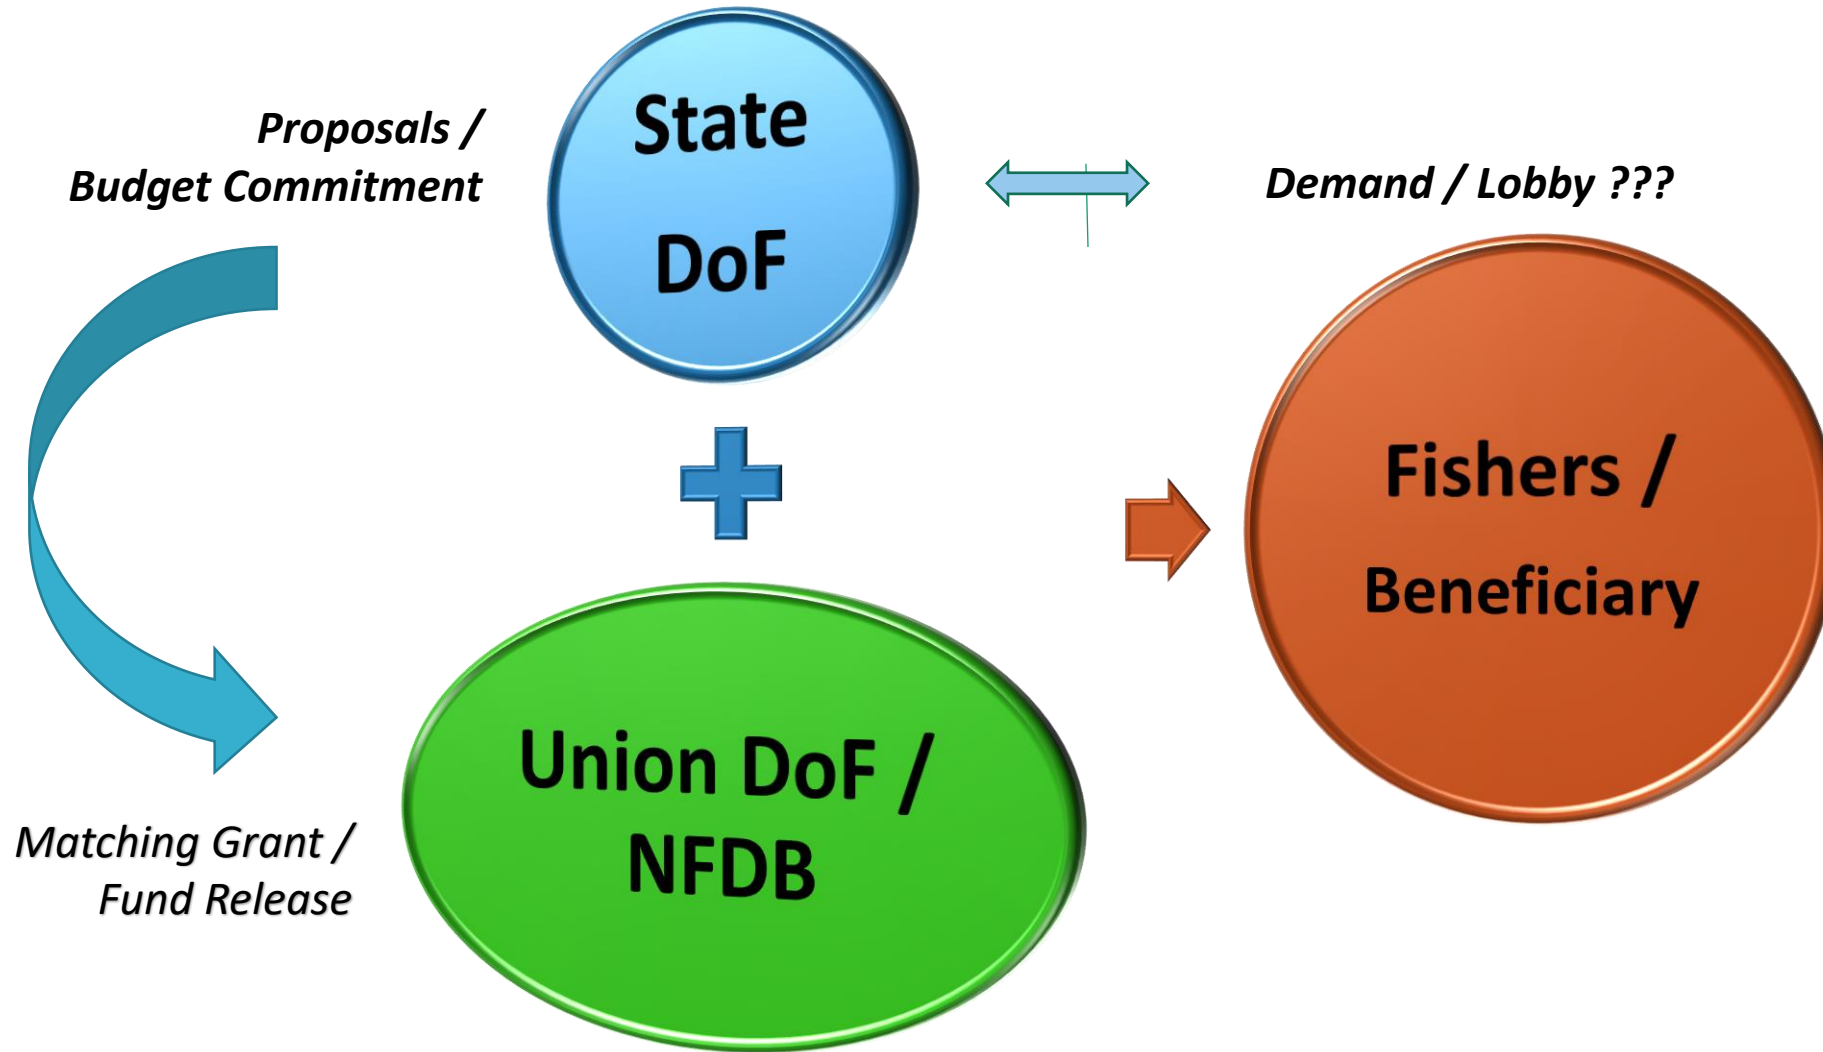 Proposals /
Budget Commitment
State
DoF
Demand / Lobby ???
Fishers /
Beneficiary
Union DoF /
NFDB
Matching Grant /
Fund Release